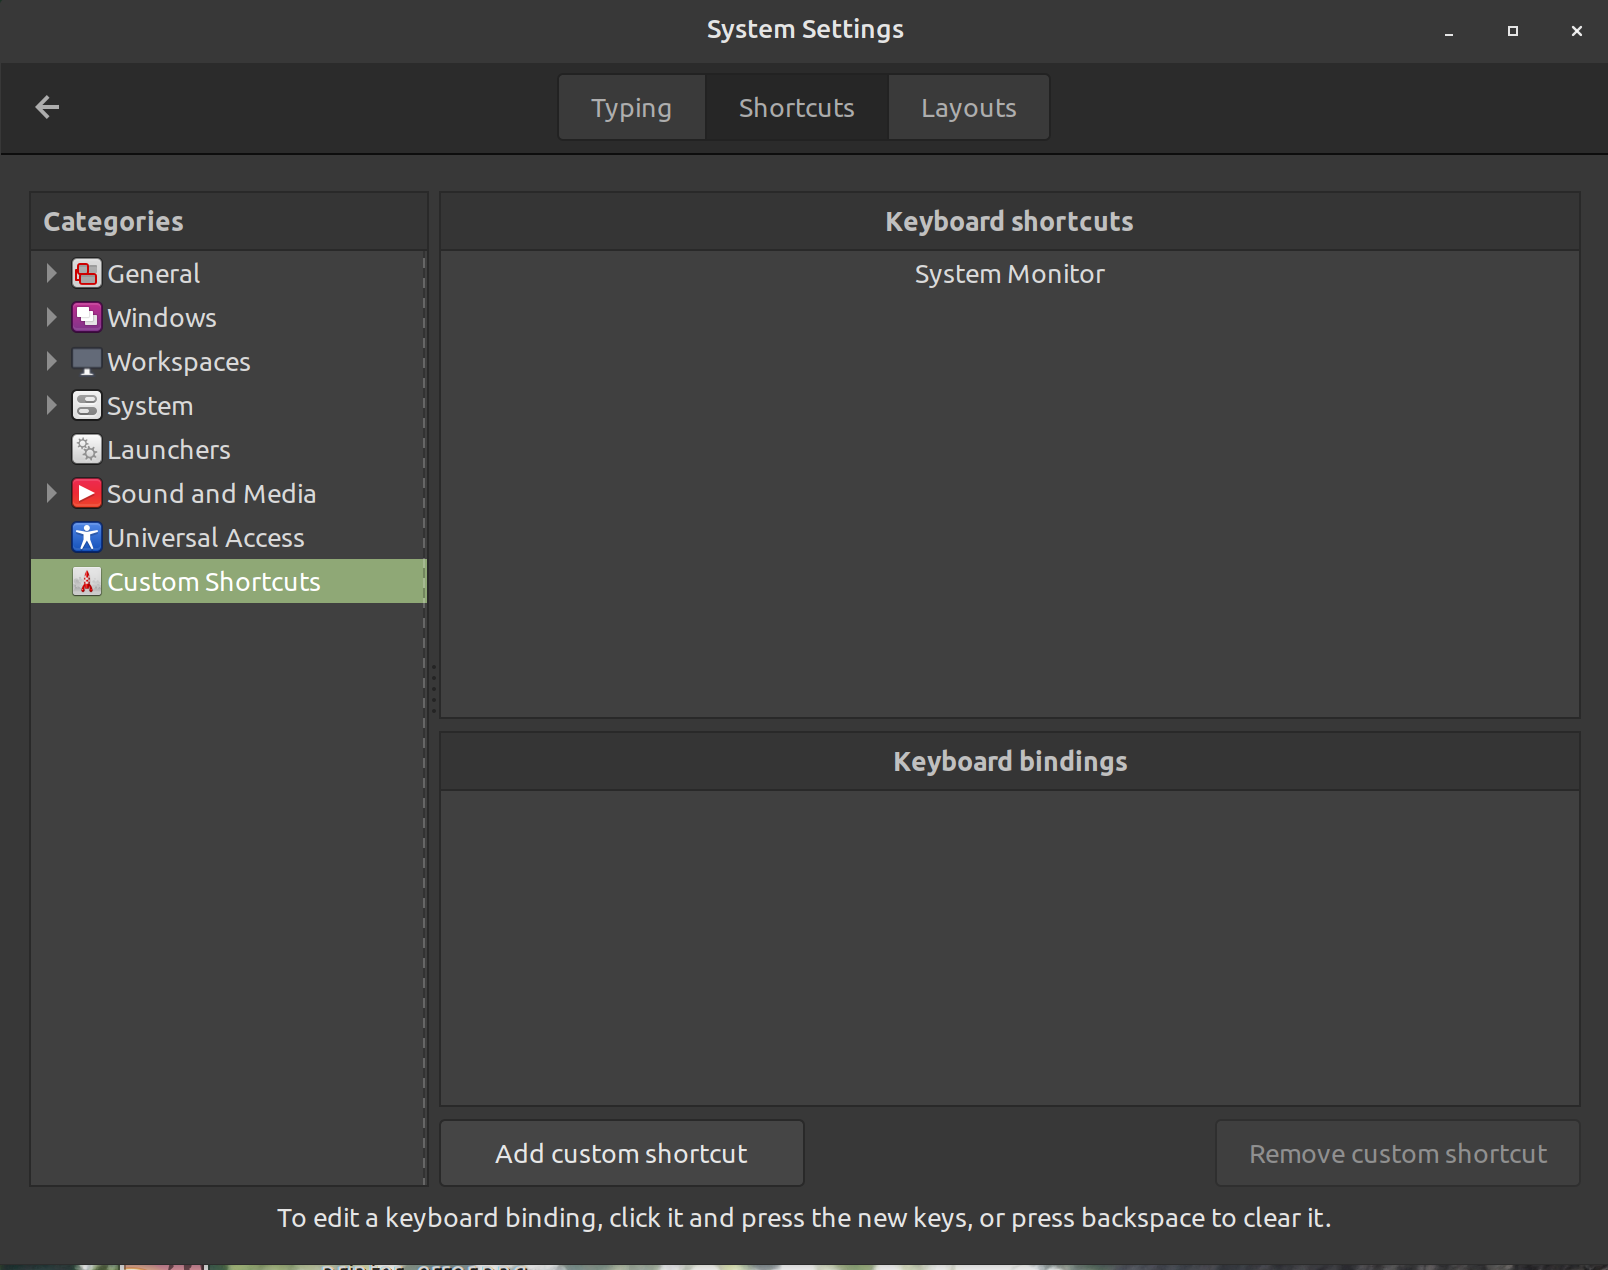 System Settings
Typing
Shortcuts
Layouts
Categories
General
Windows
Workspaces
System
Launchers
Sound and Media
Universal Access
Custom Shortcuts
Keyboard shortcuts
System Monitor
Keyboard bindings
Add custom shortcut
Remove custom shortcut
To edit a keyboard binding, click it and press the new keys, or press backspace to clear it.